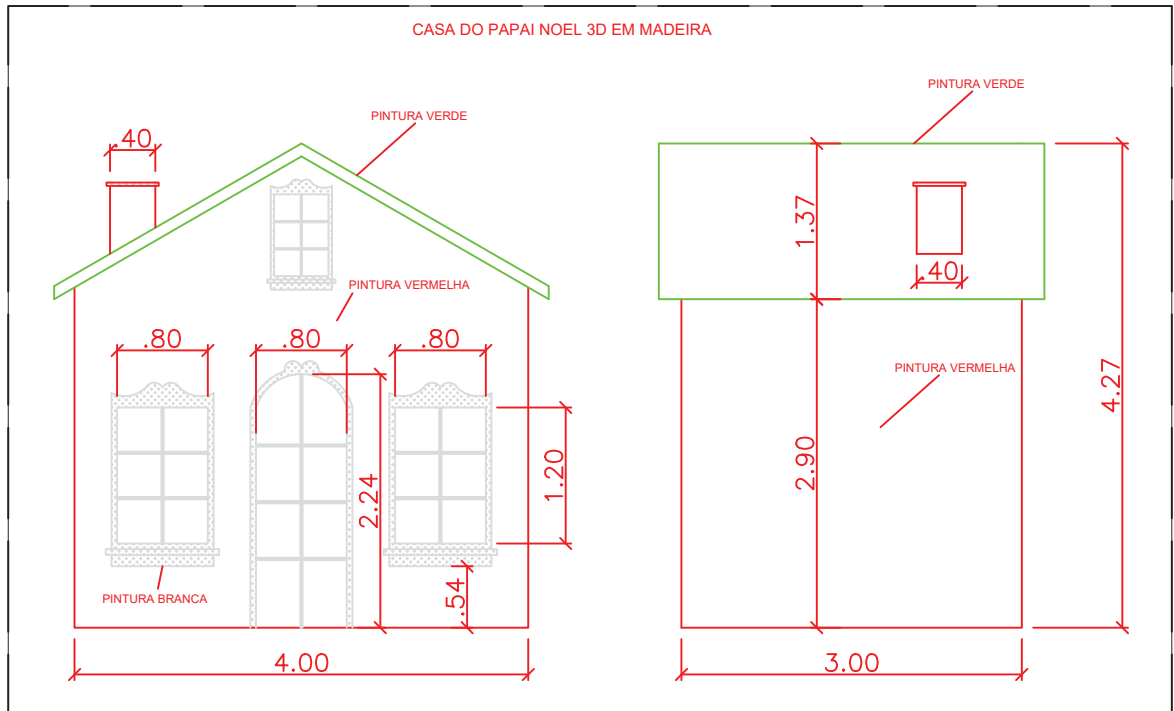 CASA DO PAPAI NOEL 3D EM MADEIRA
PINTURA VERDE
.40
PINTURA VERMELHA
.80
.80
.80
1.20
2.24
.54
PINTURA BRANCA
4.00
PINTURA VERDE
1.37
.40
PINTURA VERMELHA
4.27
2.90
3.00